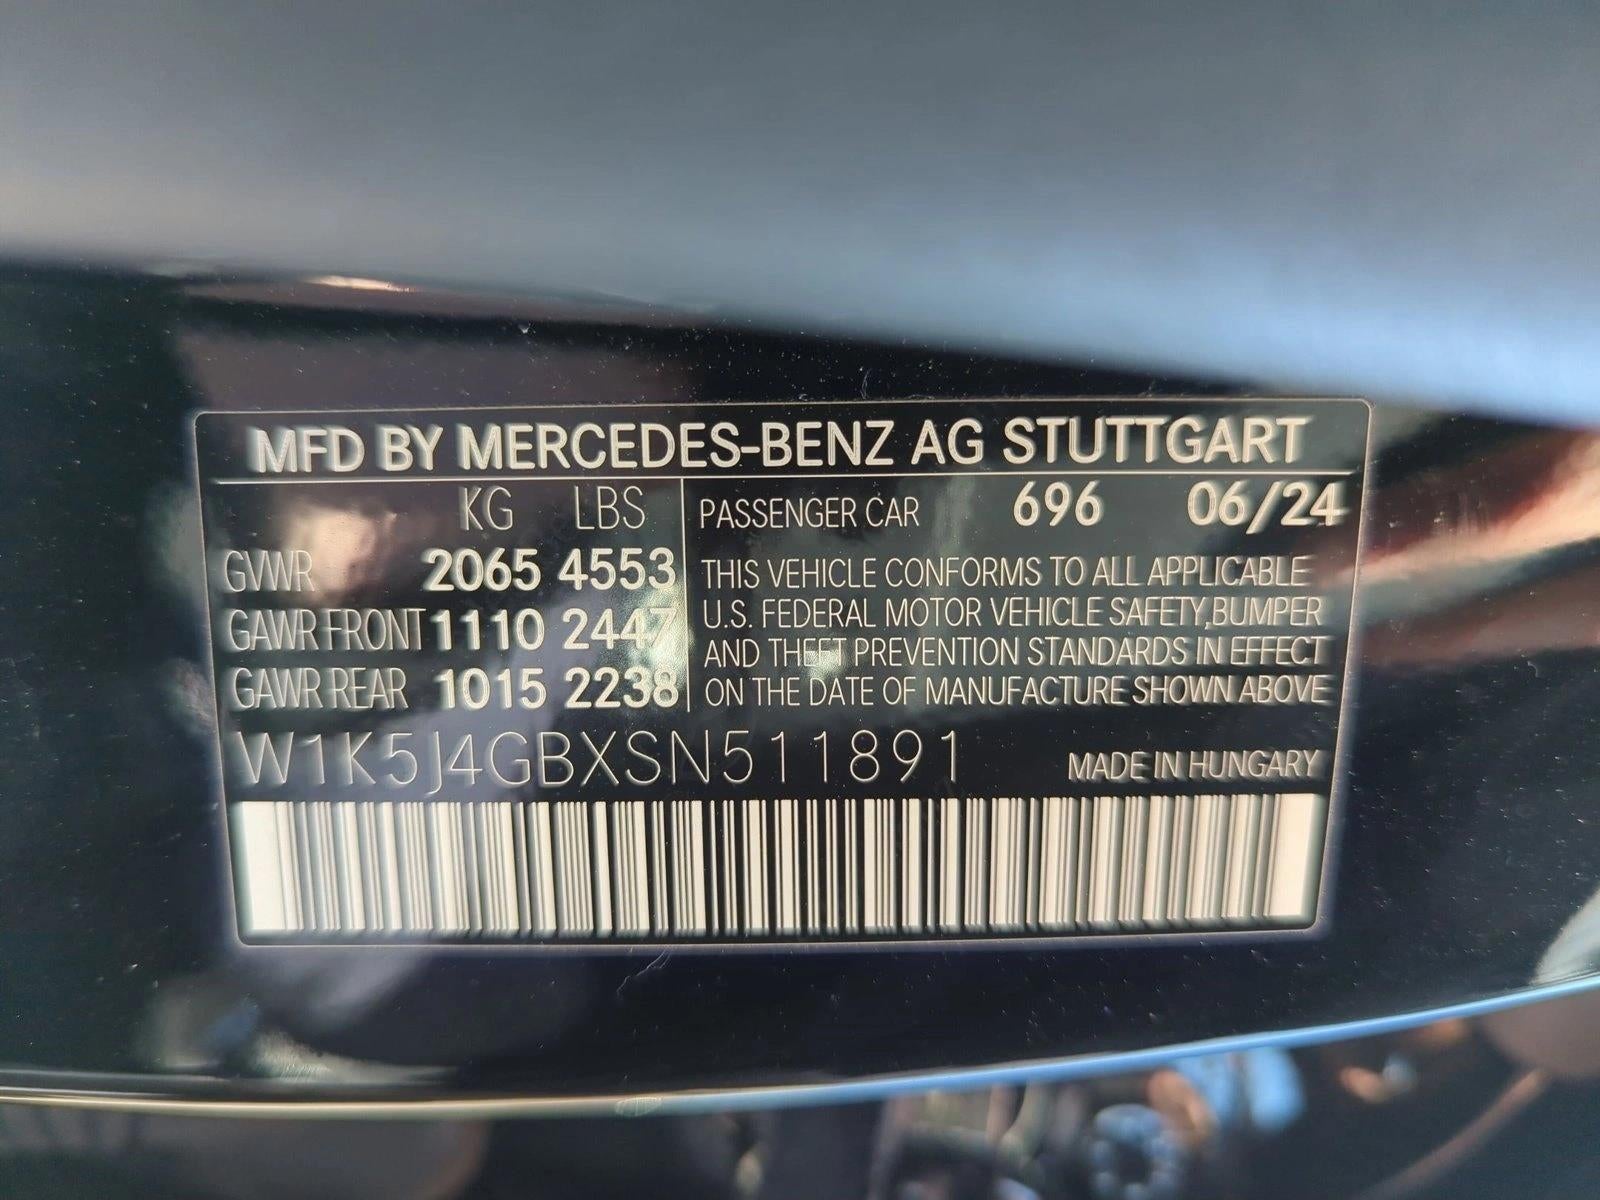 MFD BY MERCEDES-BENZ AG STUTTGART
KG LBS
GVWR 2065 4553
GAWR FRONT 1110 2447
GAWR REAR 1015 2238
PASSENGER CAR 696 06/24
THIS VEHICLE CONFORMS TO ALL APPLICABLE
U.S. FEDERAL MOTOR VEHICLE SAFETY,BUMPER
AND THEFT PREVENTION STANDARDS IN EFFECT
ON THE DATE OF MANUFACTURE SHOWN ABOVE
W1K5J4GBXSN511891
MADE IN HUNGARY